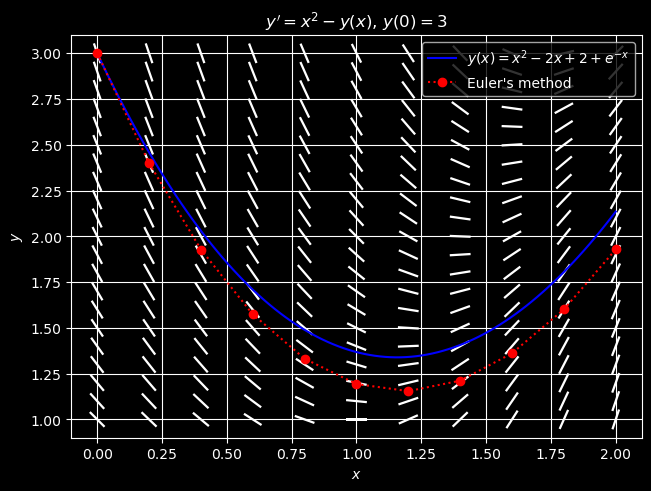 y′ = x² − y(x), y(0) = 3
y(x) = x² − 2x + 2 + e⁻ˣ
Euler's method
3.00
2.75
2.50
2.25
2.00
1.75
1.50
1.25
1.00
y
0.00 0.25 0.50 0.75 1.00 1.25 1.50 1.75 2.00
x